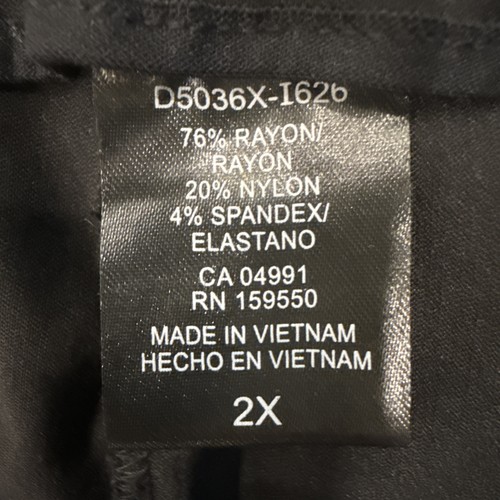 D5036X-I626
76% RAYON/
RAYÓN
20% NYLON
4% SPANDEX/
ELASTANO
CA 04991
RN 159550
MADE IN VIETNAM
HECHO EN VIETNAM
2X